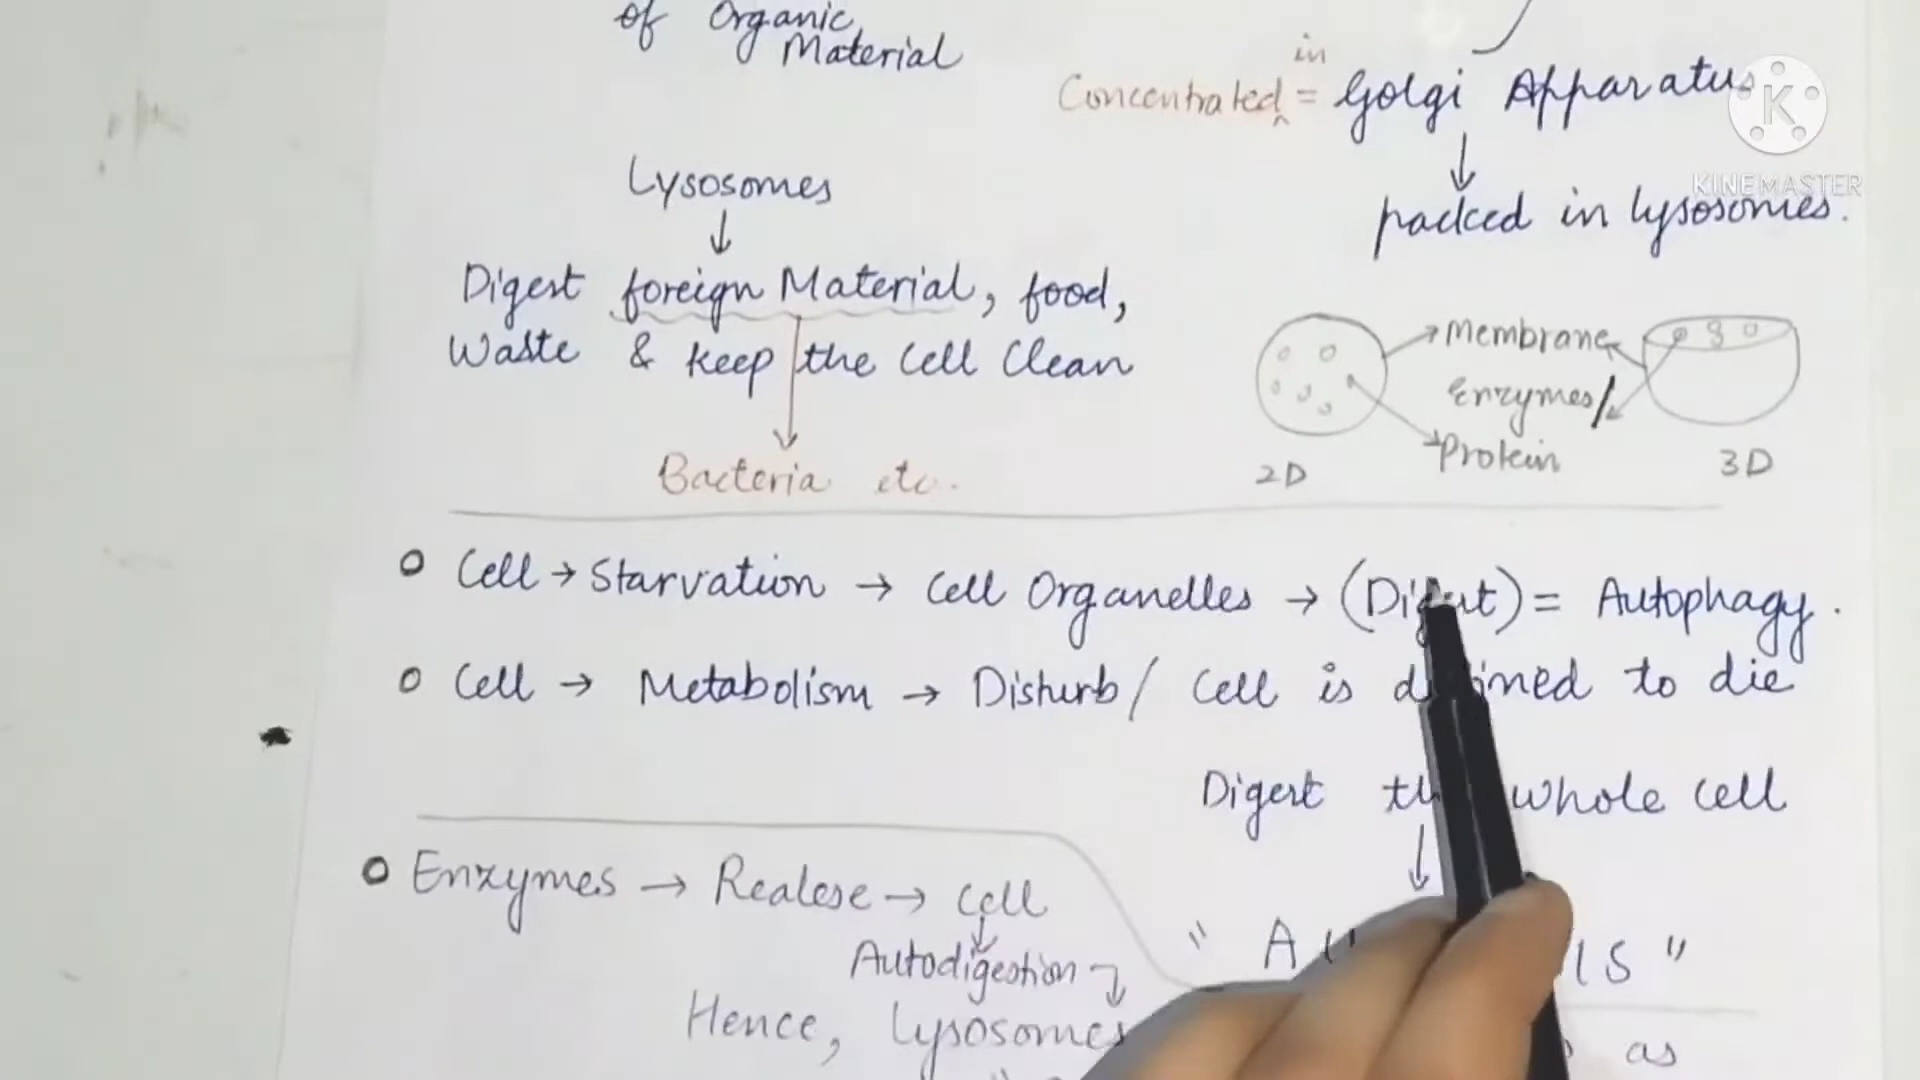 of Organic
Material
in
Concentrated = Golgi Apparatus
packed in lysosomes.
Lysosomes
Digest foreign Material, food,
Waste & keep the Cell Clean
Bacteria etc.
Membrane
Enzymes/
Protein
2D
3D
Cell → Starvation → Cell Organelles → (Digest) = Autophagy.
Cell → Metabolism → Disturb / Cell is to die
Digest whole cell
Enzymes → Realese → Cell
Autodigestion
" "
Hence, lysosomes as
K
KINEMASTER